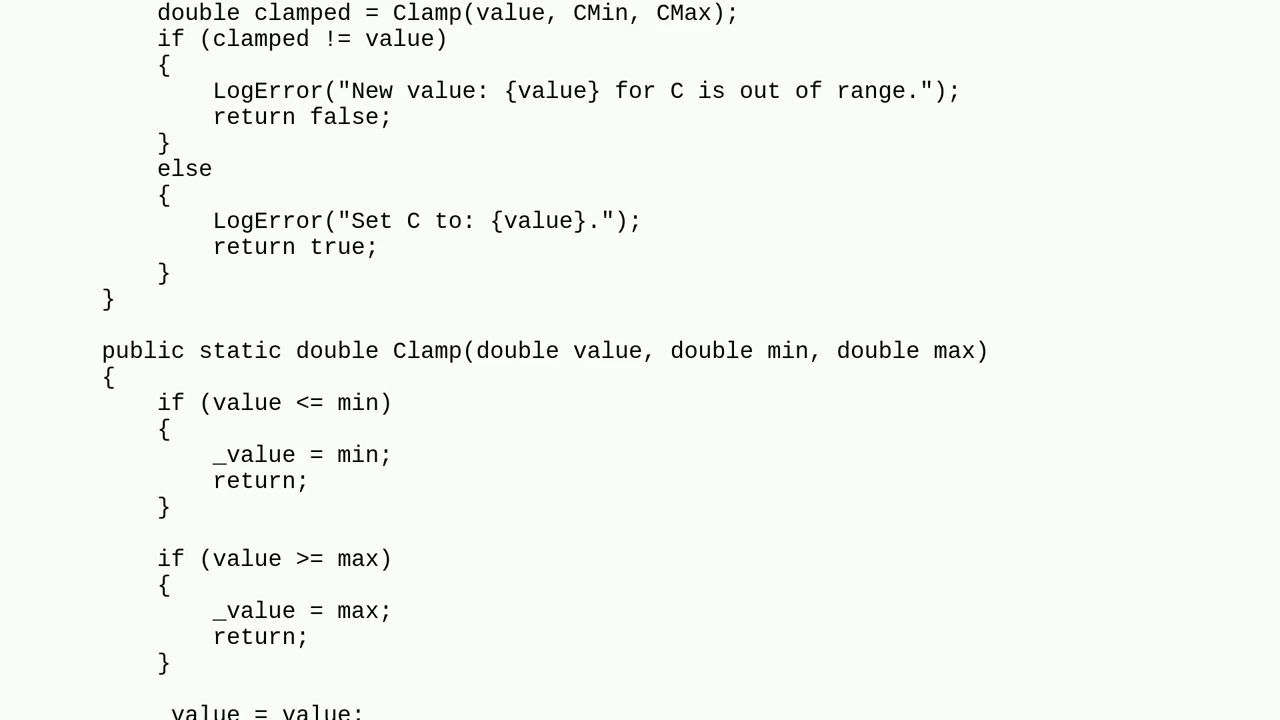 double clamped = Clamp(value, CMin, CMax);
if (clamped != value)
{
LogError("New value: {value} for C is out of range.");
return false;
}
else
{
LogError("Set C to: {value}.");
return true;
}
}
public static double Clamp(double value, double min, double max)
{
if (value <= min)
{
_value = min;
return;
}
if (value >= max)
{
_value = max;
return;
}
_value = value;